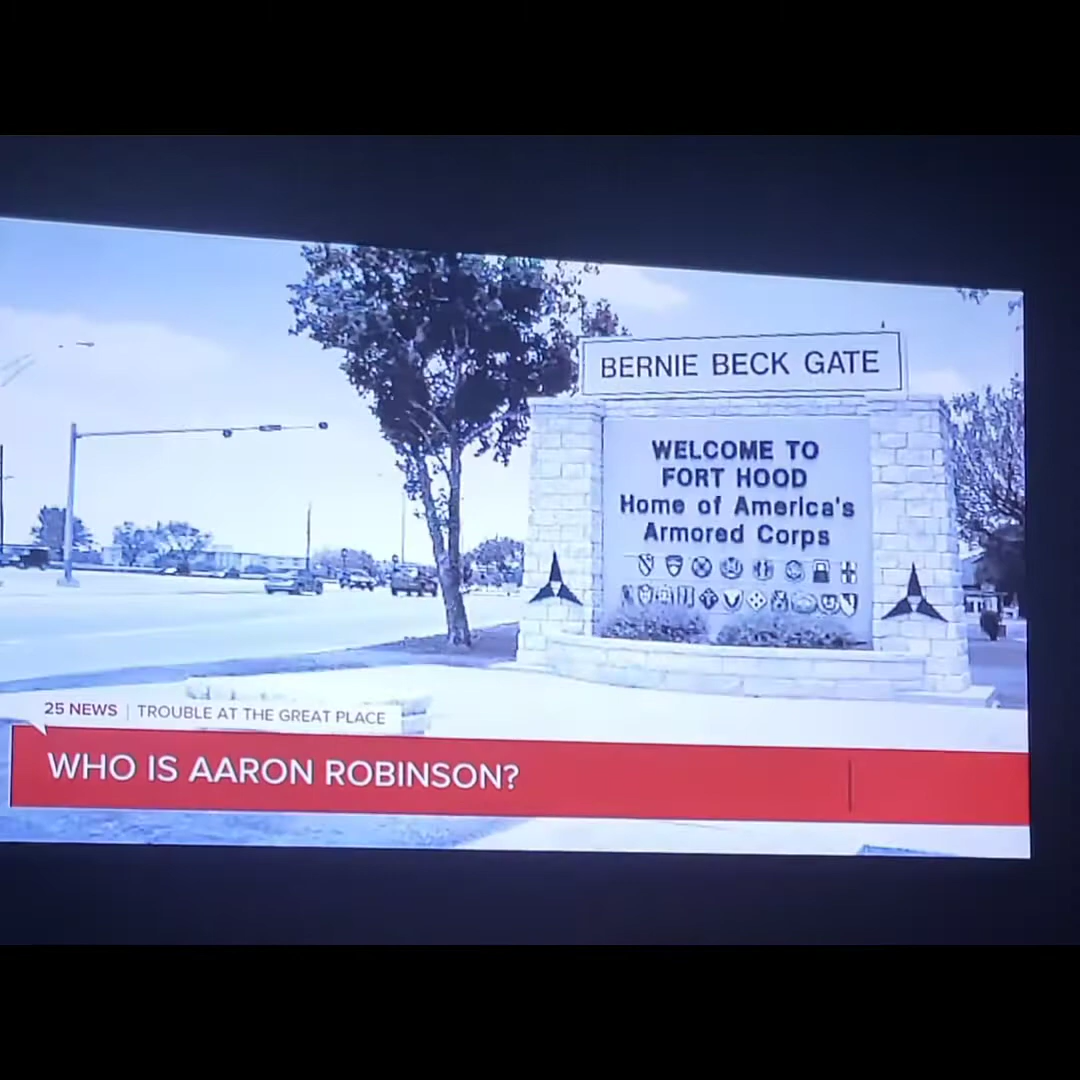 BERNIE BECK GATE
WELCOME TO
FORT HOOD
Home of America's
Armored Corps
25 NEWS | TROUBLE AT THE GREAT PLACE
WHO IS AARON ROBINSON?